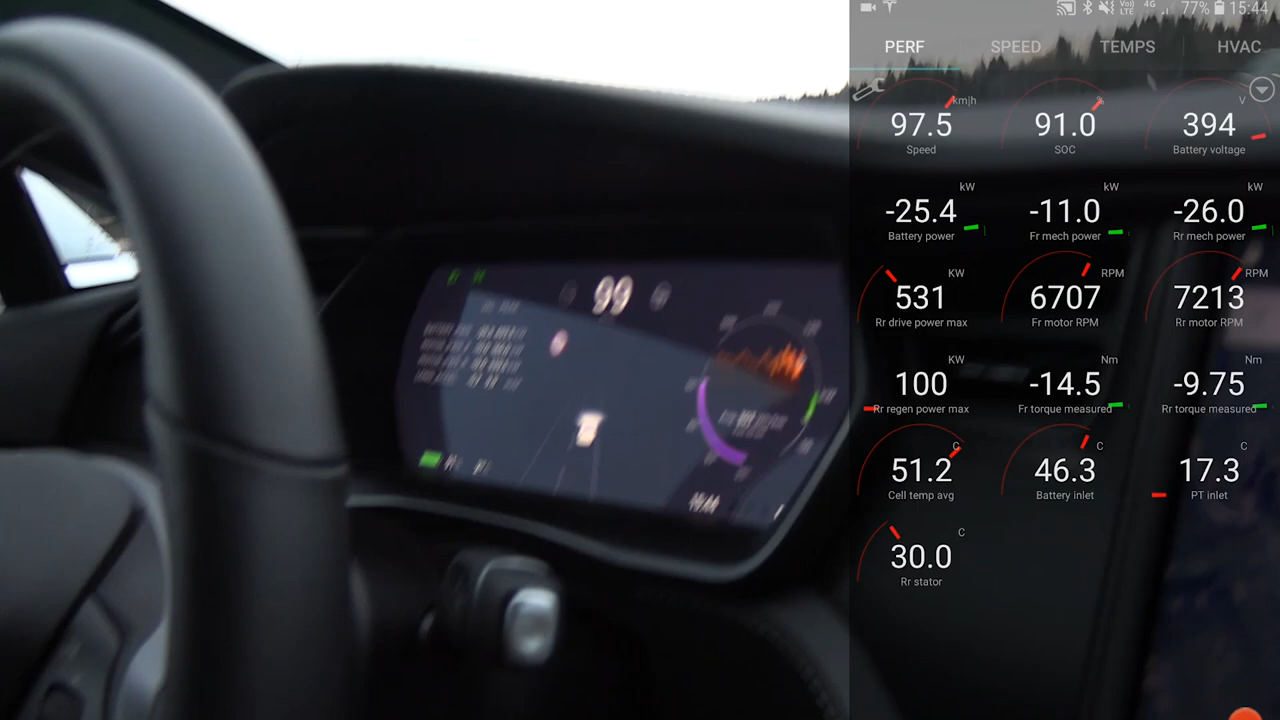 77% 15:44
VoLTE 4G
PERF SPEED TEMPS HVAC
km|h % V
97.5 91.0 394
Speed SOC Battery voltage
kW kW kW
-25.4 -11.0 -26.0
Battery power Fr mech power Rr mech power
KW RPM RPM
531 6707 7213
Rr drive power max Fr motor RPM Rr motor RPM
KW Nm Nm
100 -14.5 -9.75
Rr regen power max Fr torque measured Rr torque measured
C C C
51.2 46.3 17.3
Cell temp avg Battery inlet PT inlet
C
30.0
Rr stator
99